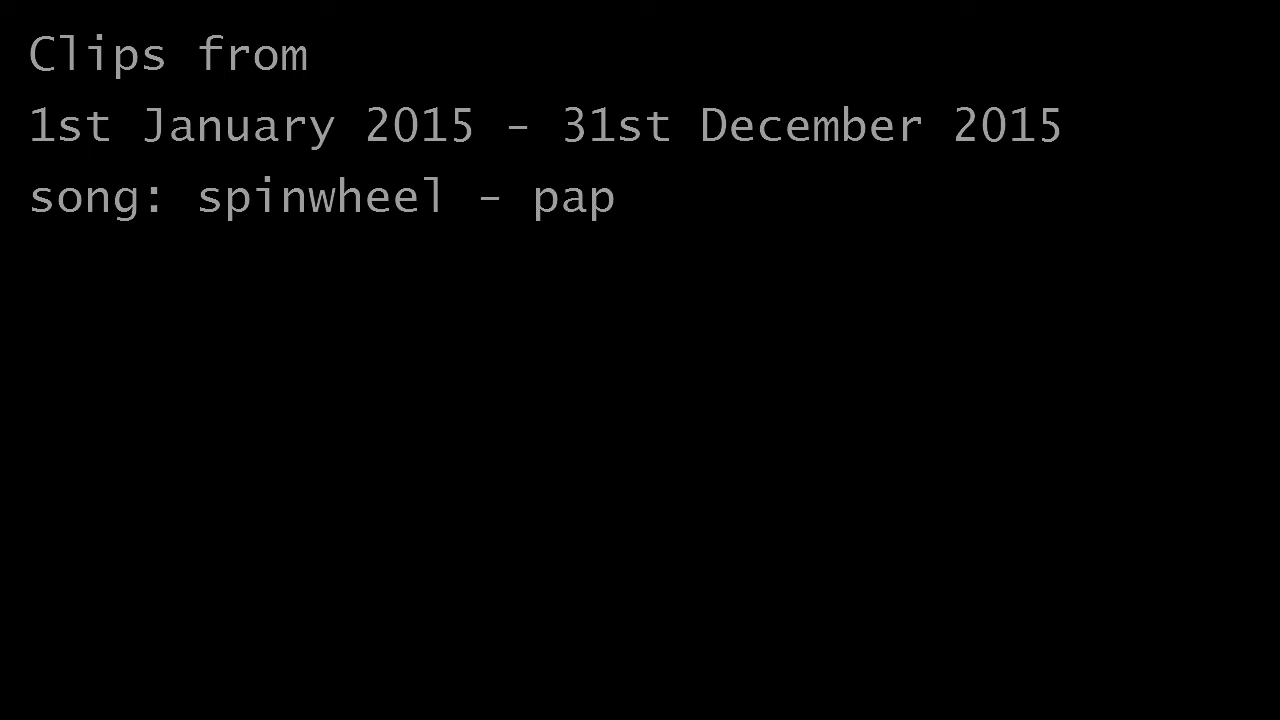 Clips from
1st January 2015 - 31st December 2015
song: spinwheel - pap